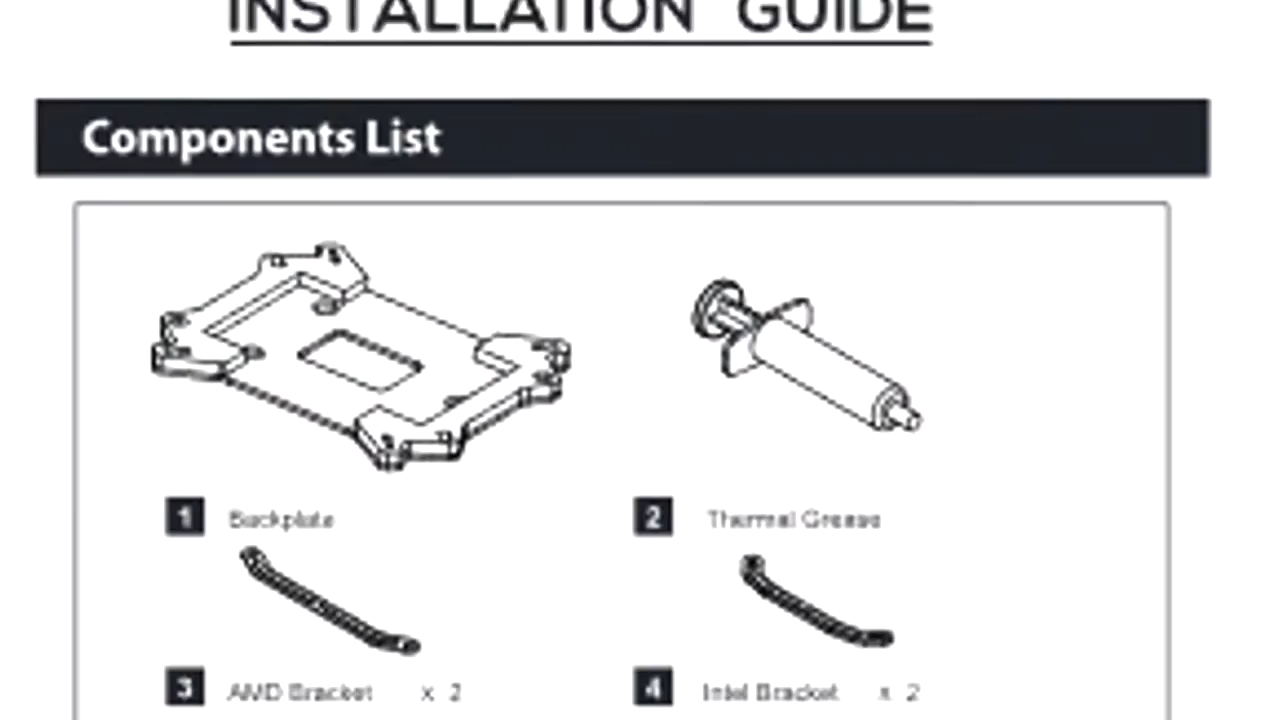 INSTALLATION GUIDE
Components List
1 Backplate
2 Thermal Grease
3 AMD Bracket x 2
4 Intel Bracket x 2